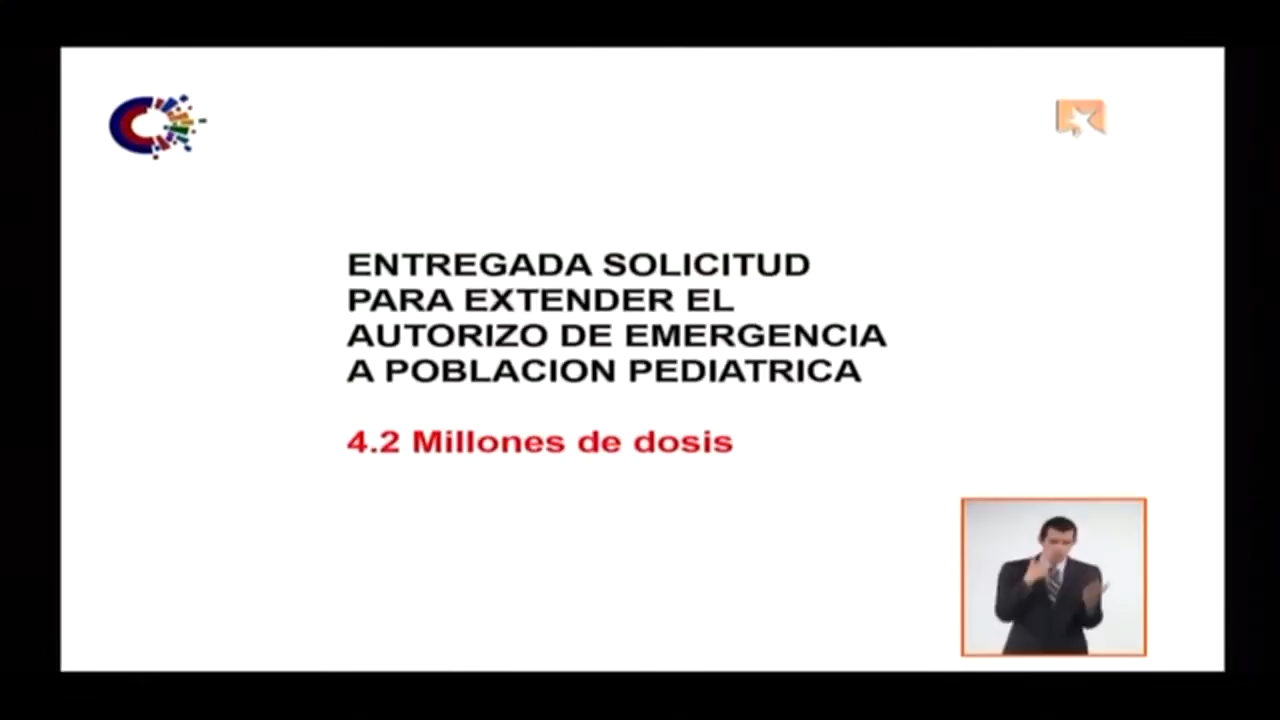 ENTREGADA SOLICITUD
PARA EXTENDER EL
AUTORIZO DE EMERGENCIA
A POBLACION PEDIATRICA
4.2 Millones de dosis